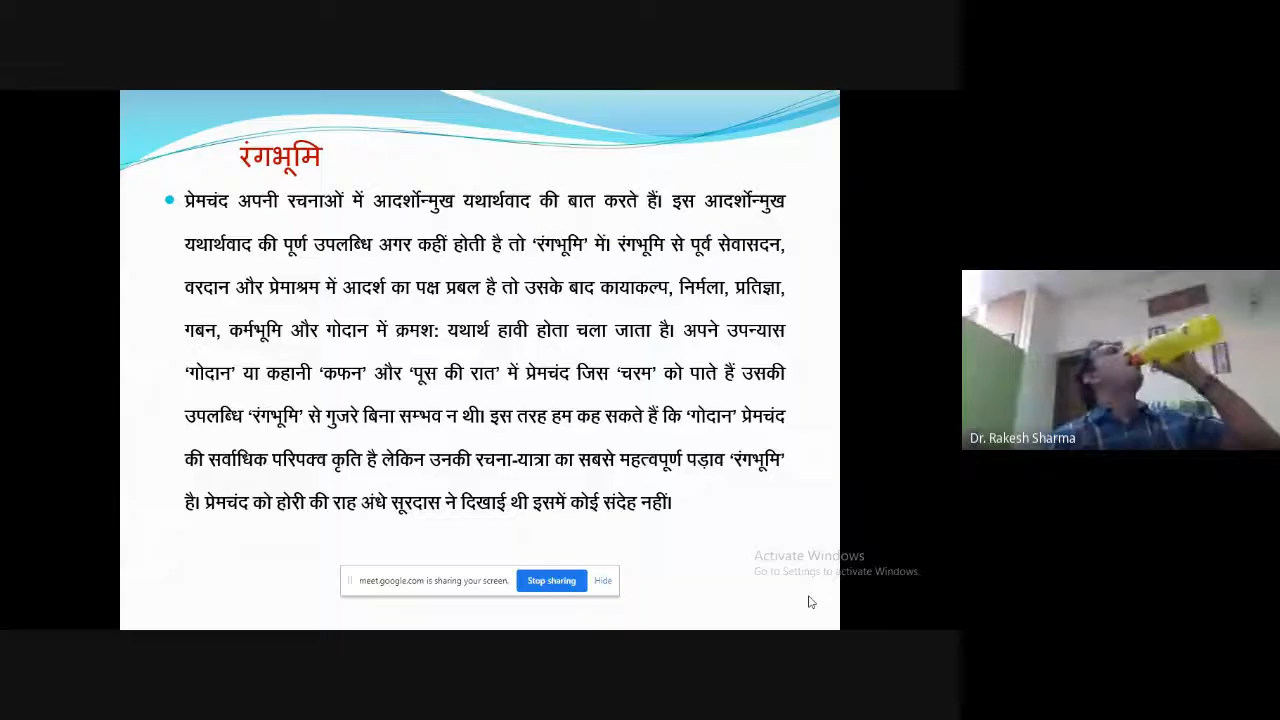 रंगभूमि
प्रेमचंद अपनी रचनाओं में आदर्शोन्मुख यथार्थवाद की बात करते हैं। इस आदर्शोन्मुख
यथार्थवाद की पूर्ण उपलब्धि अगर कहीं होती है तो ‘रंगभूमि’ में। रंगभूमि से पूर्व सेवासदन,
वरदान और प्रेमाश्रम में आदर्श का पक्ष प्रबल है तो उसके बाद कायाकल्प, निर्मला, प्रतिज्ञा,
गबन, कर्मभूमि और गोदान में क्रमश: यथार्थ हावी होता चला जाता है। अपने उपन्यास
‘गोदान’ या कहानी ‘कफन’ और ‘पूस की रात’ में प्रेमचंद जिस ‘चरम’ को पाते हैं उसकी
उपलब्धि ‘रंगभूमि’ से गुजरे बिना सम्भव न थी। इस तरह हम कह सकते हैं कि ‘गोदान’ प्रेमचंद
की सर्वाधिक परिपक्व कृति है लेकिन उनकी रचना-यात्रा का सबसे महत्वपूर्ण पड़ाव ‘रंगभूमि’
है। प्रेमचंद को होरी की राह अंधे सूरदास ने दिखाई थी इसमें कोई संदेह नहीं।
Dr. Rakesh Sharma
Activate Windows
Go to Settings to activate Windows.
meet.google.com is sharing your screen. Stop sharing Hide